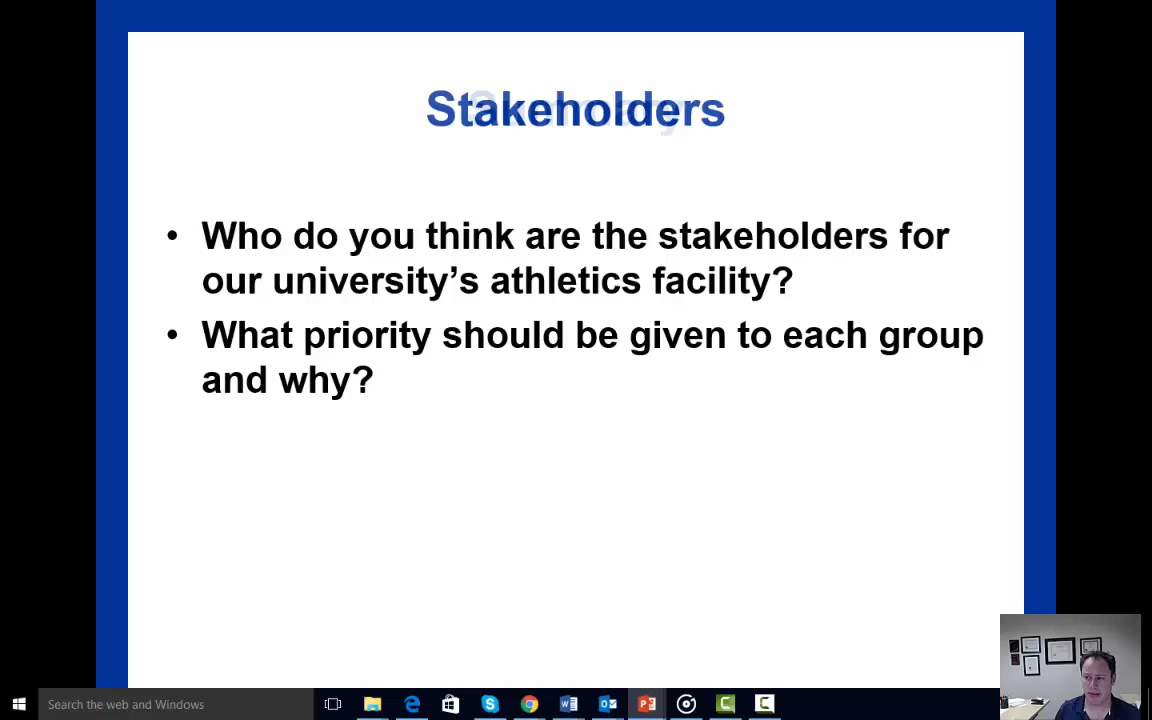 Stakeholders
• Who do you think are the stakeholders for
our university’s athletics facility?
• What priority should be given to each group
and why?
Search the web and Windows